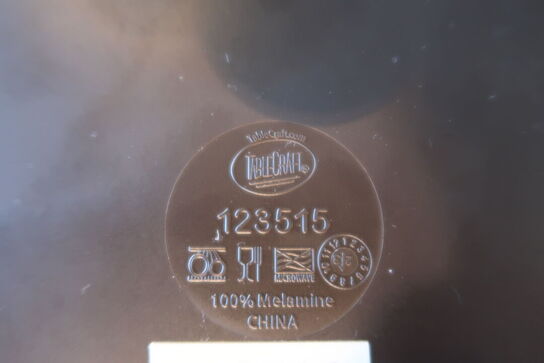 TableCraft.com
TABLECRAFT®
123515
MICROWAVE
100% Melamine
CHINA